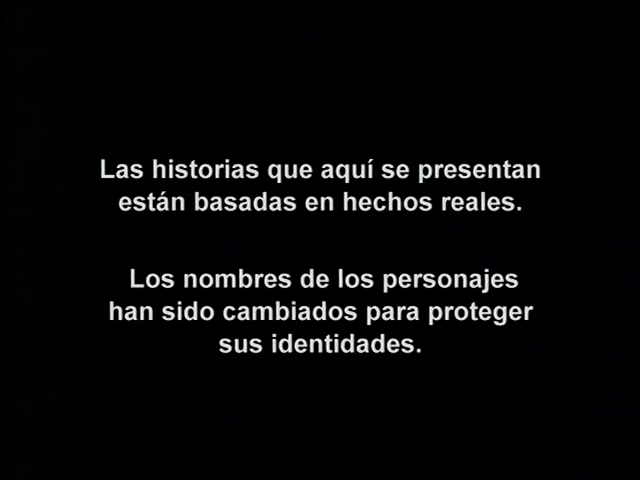 Las historias que aquí se presentan
están basadas en hechos reales.
Los nombres de los personajes
han sido cambiados para proteger
sus identidades.